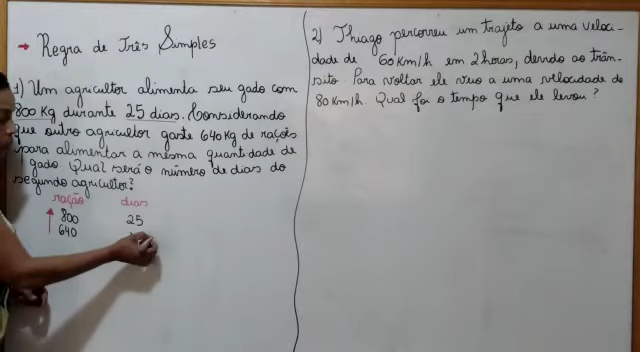 → Regra de Três Simples
1) Um agricultor alimenta seu gado com
800 Kg durante 25 dias. Considerando
que outro agricultor gaste 640 Kg de ração
para alimentar a mesma quantidade de
gado. Qual será o número de dias do
segundo agricultor?
ração dias
800 25
640
2) Thiago percorreu um trajeto a uma veloci-
dade de 60 Km/h em 2 horas, devido ao trân-
sito. Para voltar ele veio a uma velocidade de
80 Km/h. Qual foi o tempo que ele levou?